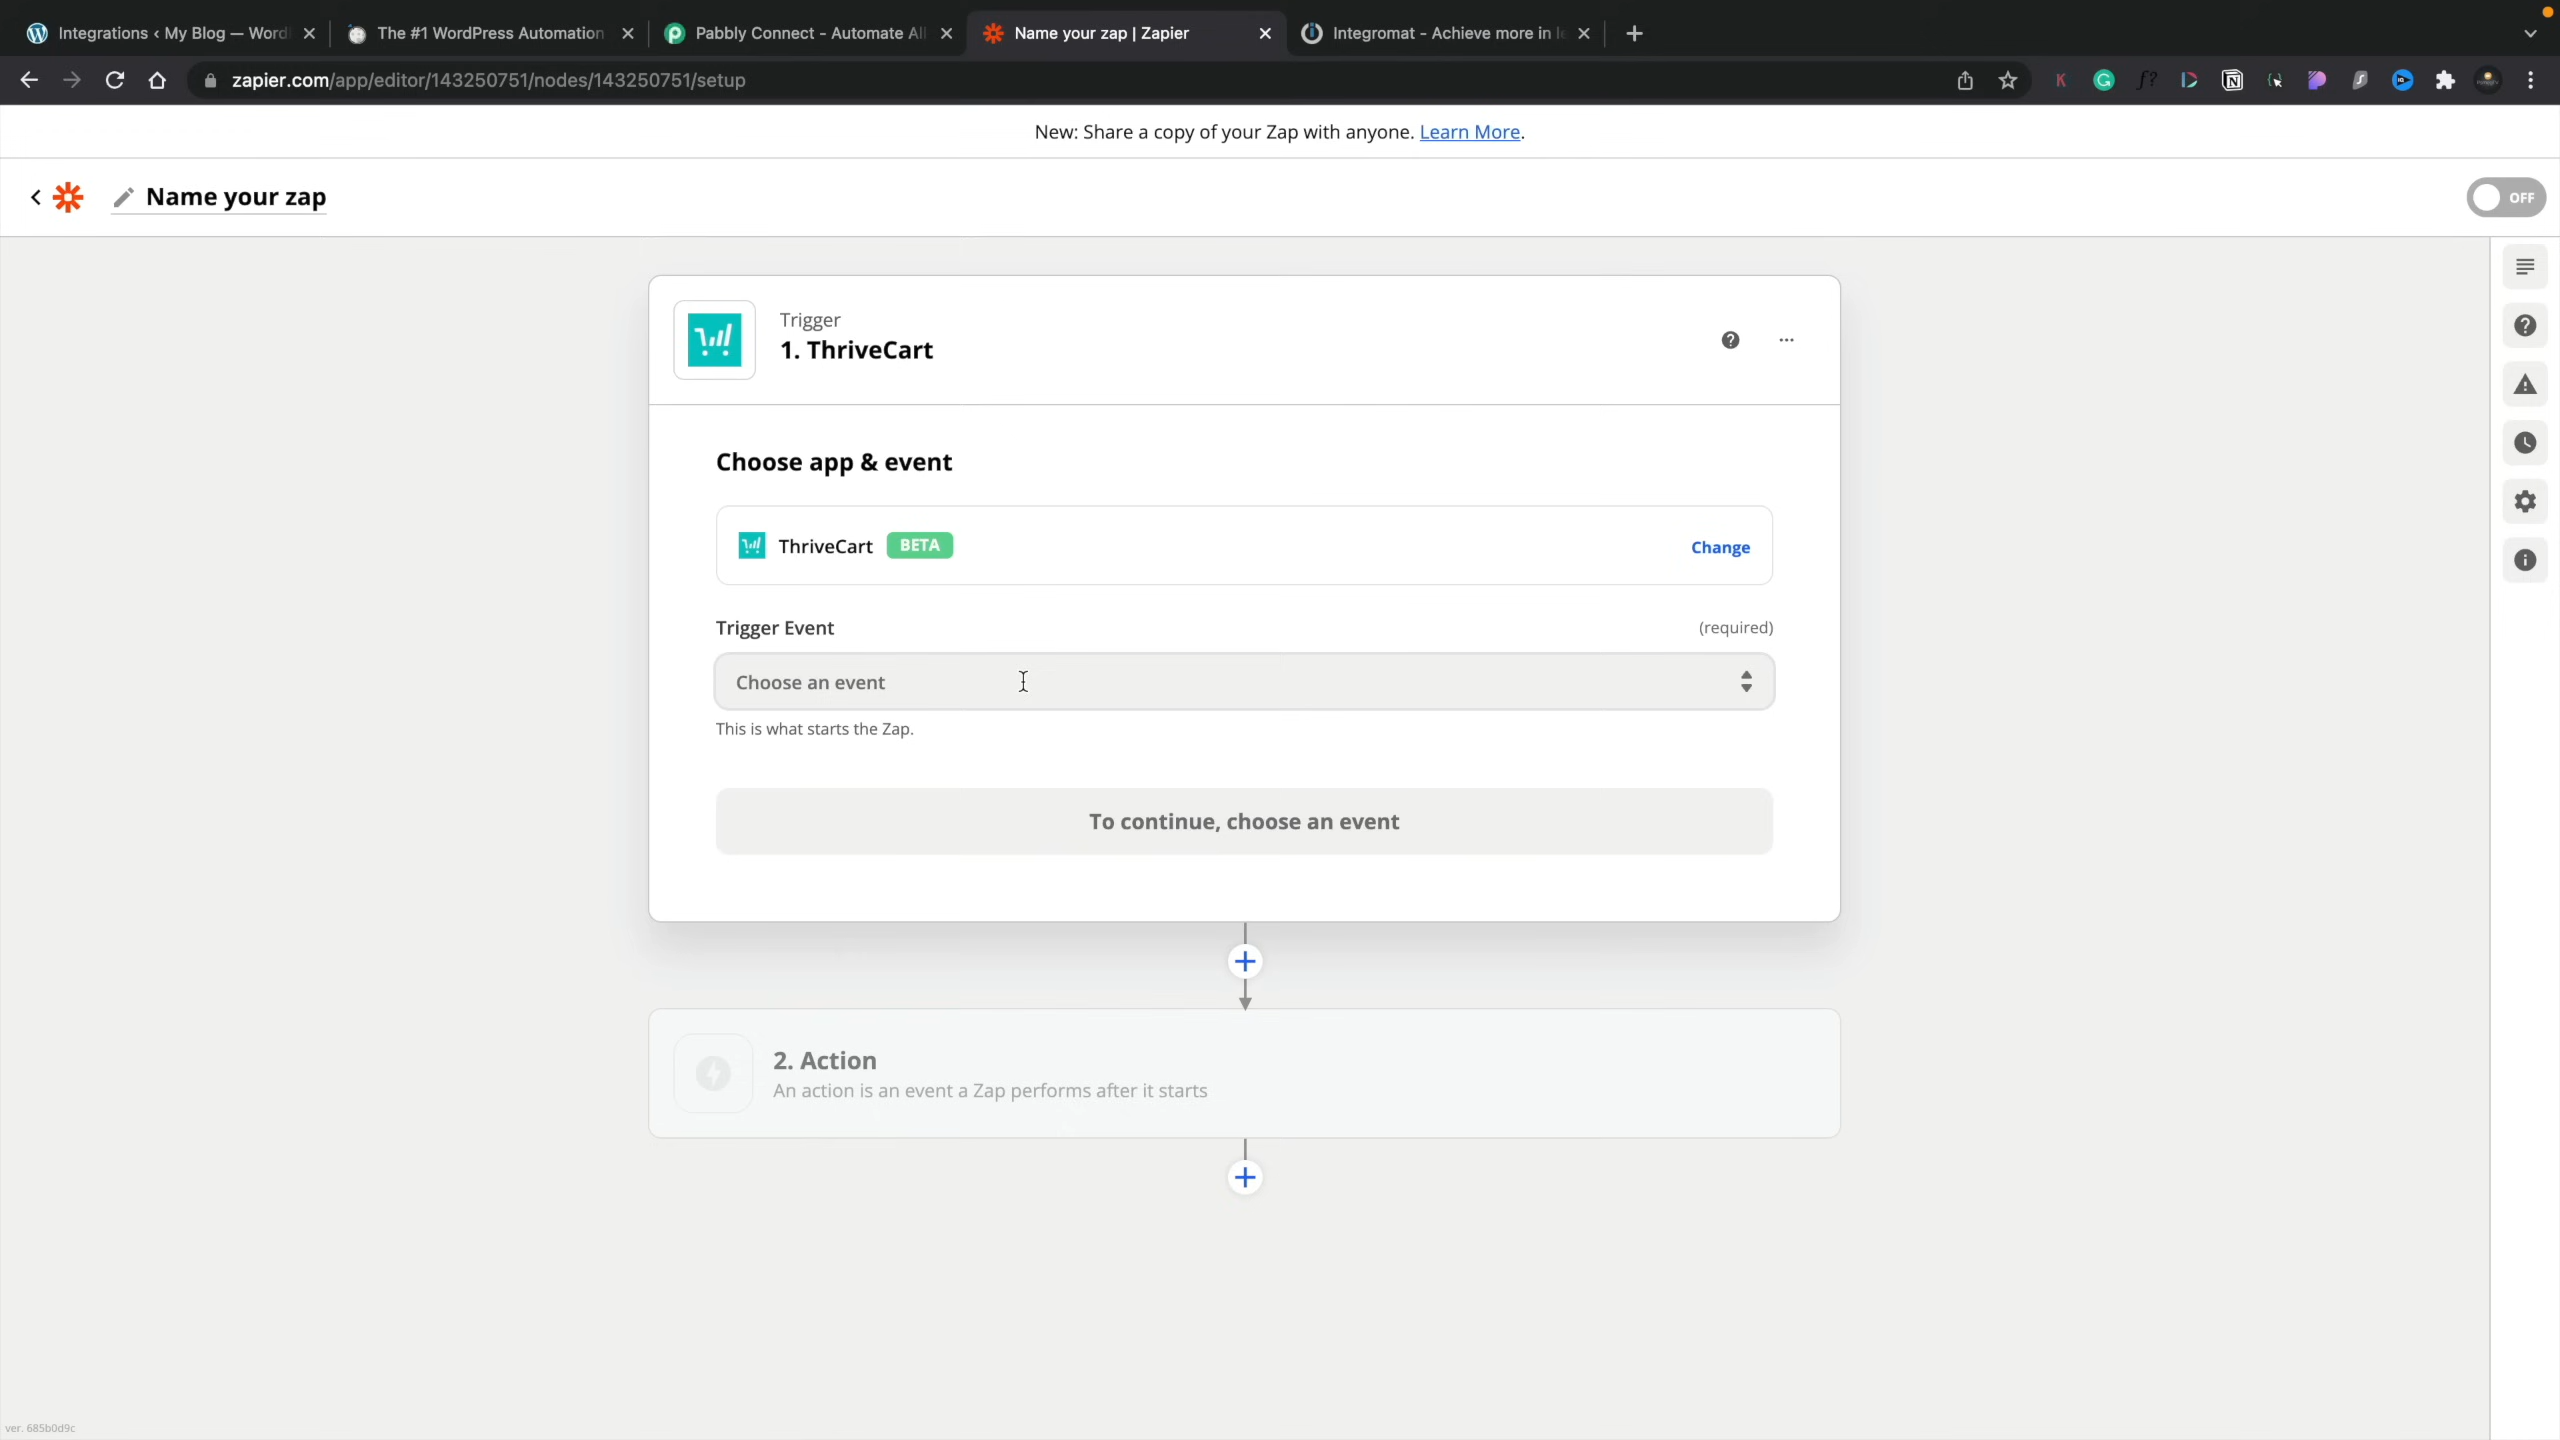 Integrations < My Blog — Word
The #1 WordPress Automation
Pabbly Connect - Automate All
Name your zap | Zapier
Integromat - Achieve more in le
zapier.com/app/editor/143250751/nodes/143250751/setup
New: Share a copy of your Zap with anyone. Learn More.
Name your zap
OFF
Trigger
1. ThriveCart
Choose app & event
ThriveCart BETA
Change
Trigger Event
(required)
Choose an event
This is what starts the Zap.
To continue, choose an event
2. Action
An action is an event a Zap performs after it starts
ver. 685b0d9c